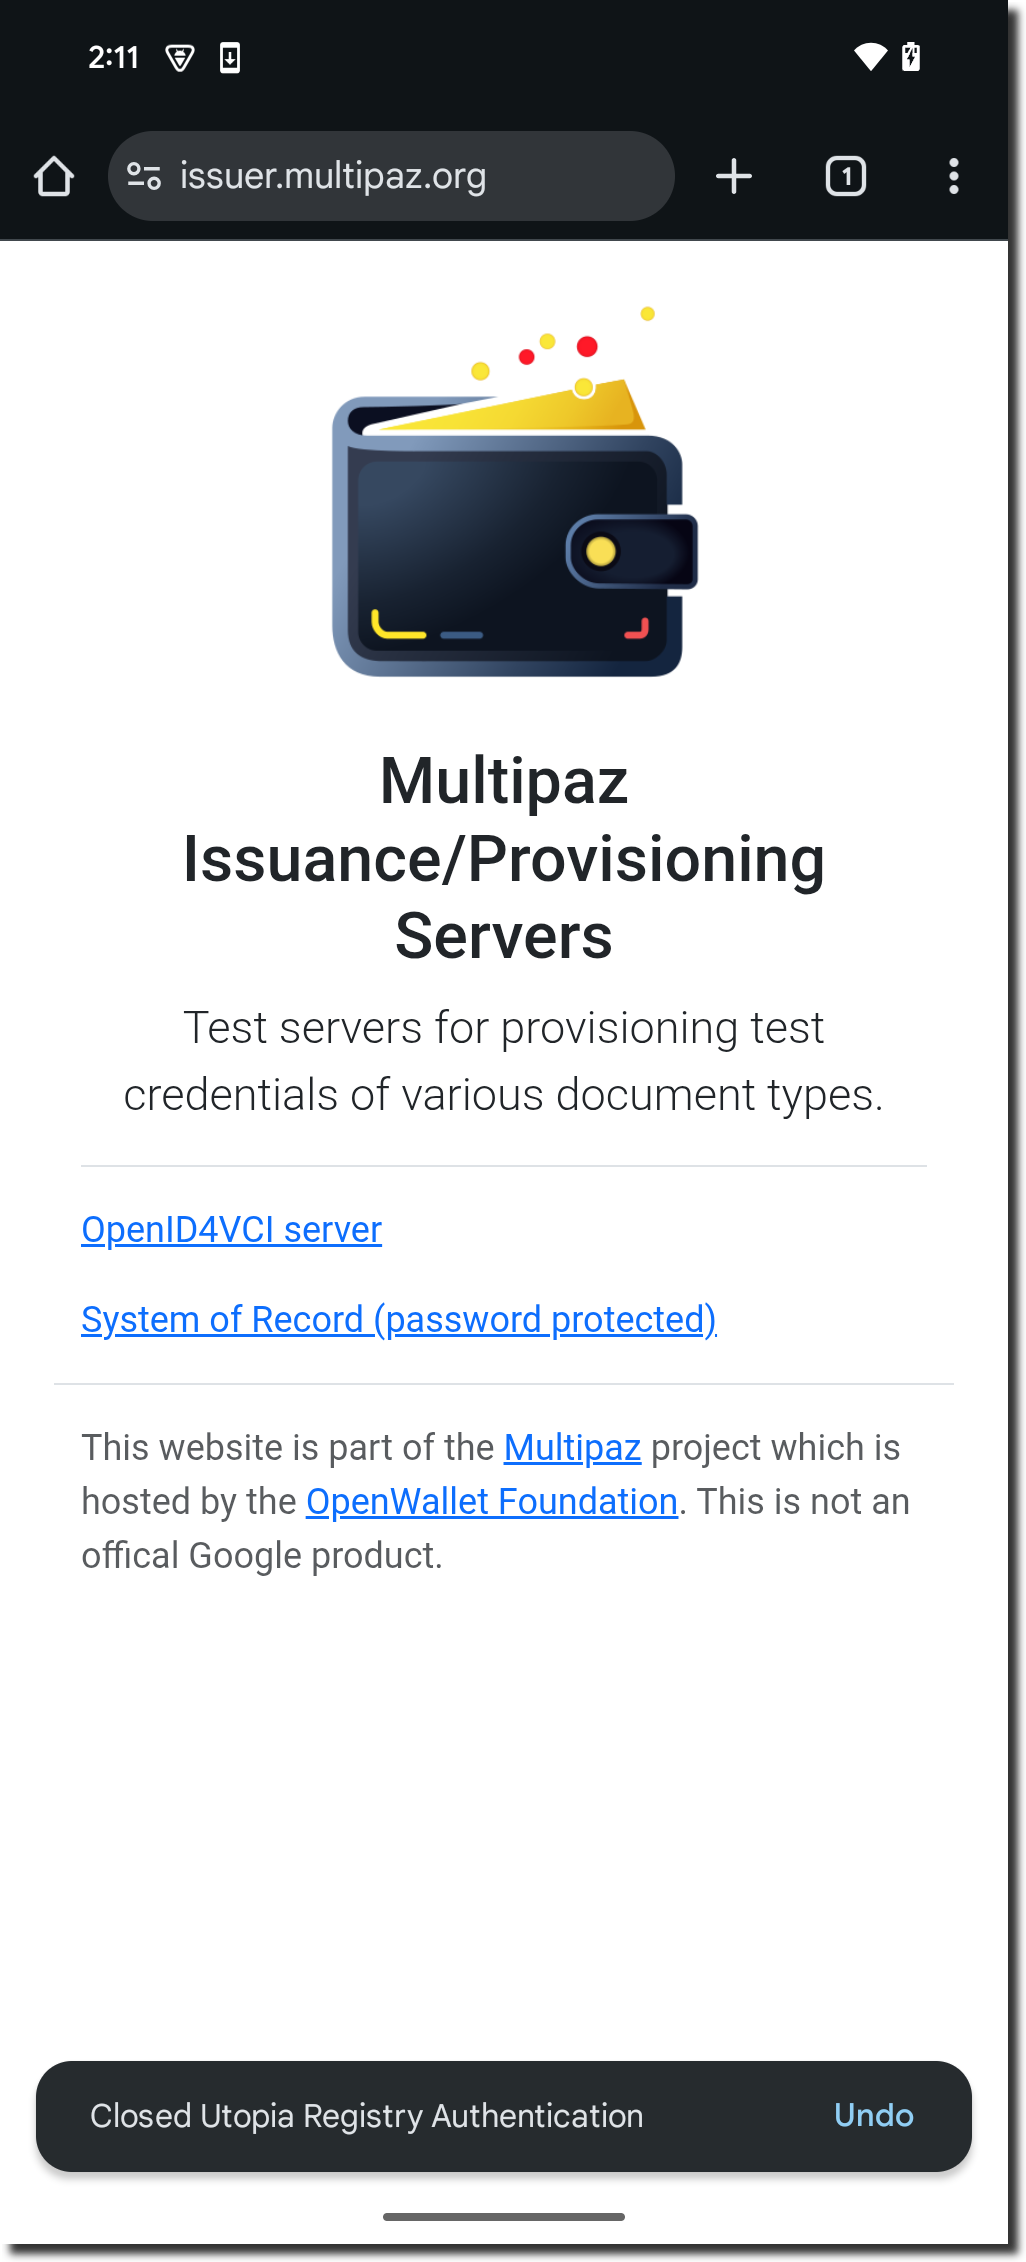 2:11
issuer.multipaz.org
1
Multipaz
Issuance/Provisioning
Servers
Test servers for provisioning test
credentials of various document types.
OpenID4VCI server
System of Record (password protected)
This website is part of the Multipaz project which is
hosted by the OpenWallet Foundation. This is not an
offical Google product.
Closed Utopia Registry Authentication Undo